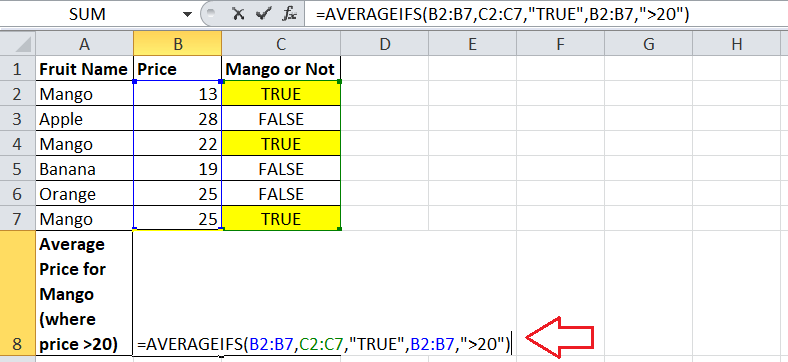 SUM =AVERAGEIFS(B2:B7,C2:C7,"TRUE",B2:B7,">20")
A B C D E F G H
1 Fruit Name Price Mango or Not
2 Mango 13 TRUE
3 Apple 28 FALSE
4 Mango 22 TRUE
5 Banana 19 FALSE
6 Orange 25 FALSE
7 Mango 25 TRUE
Average
Price for
Mango
(where
8 price >20) =AVERAGEIFS(B2:B7,C2:C7,"TRUE",B2:B7,">20")